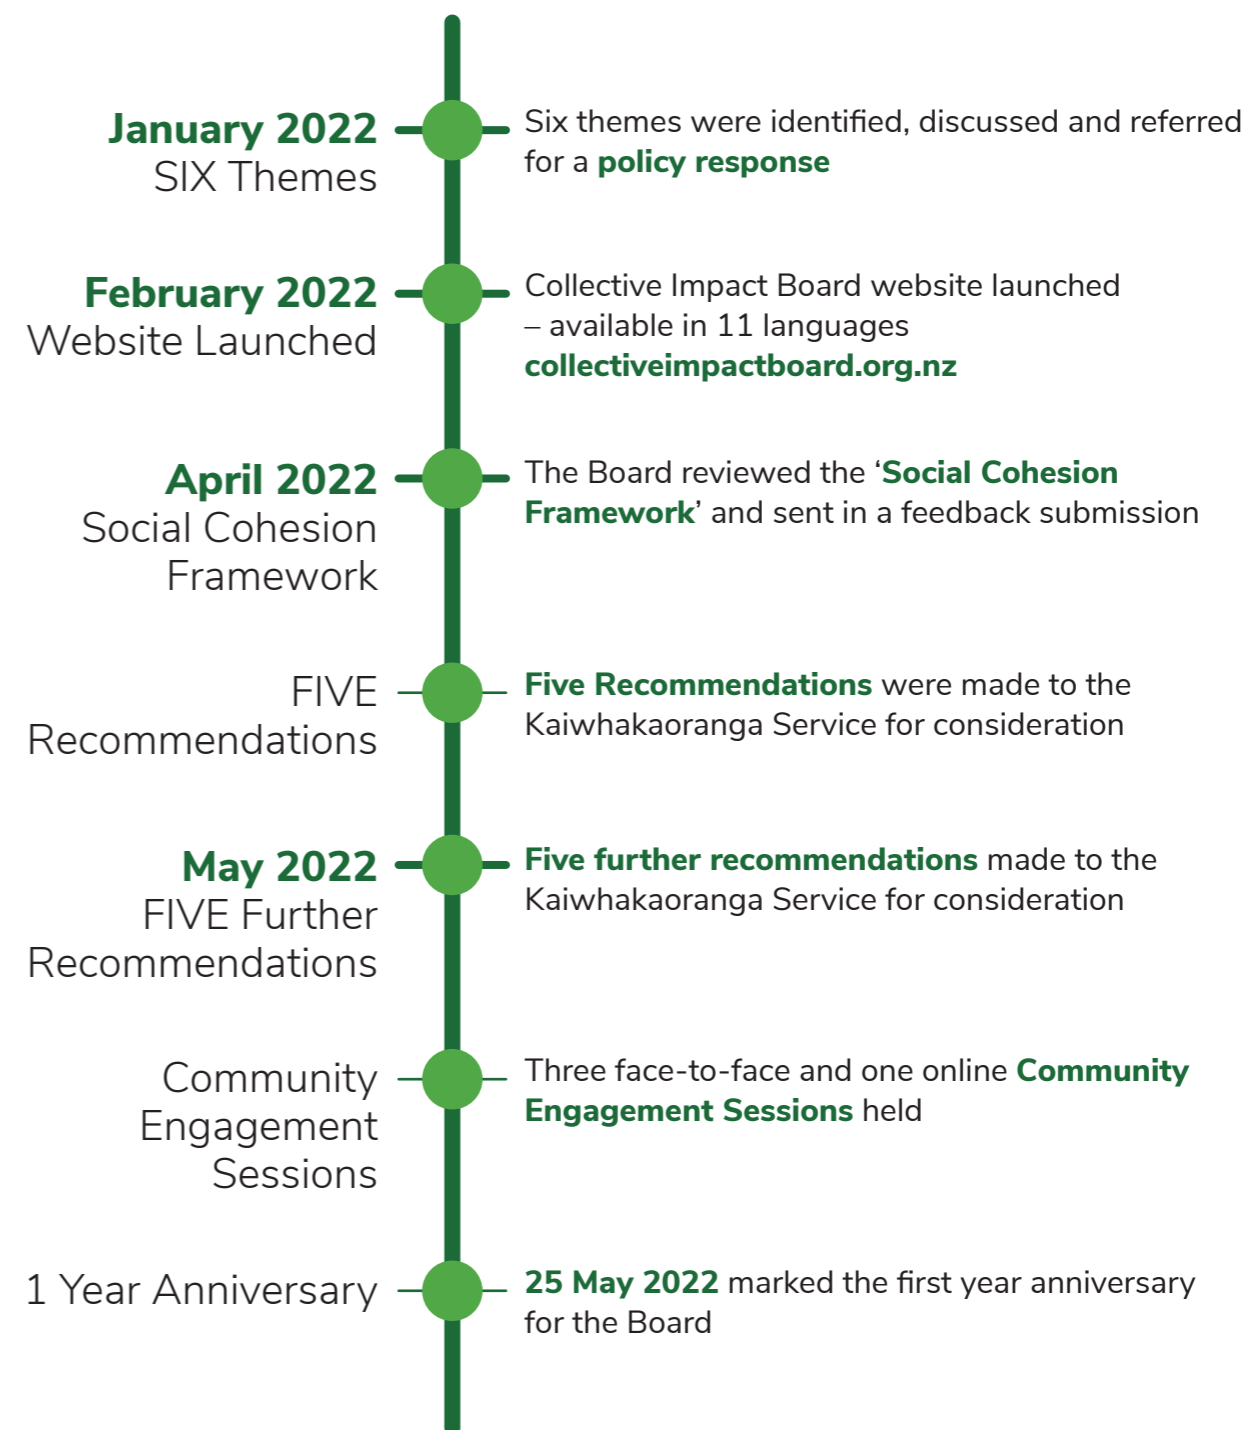 January 2022
SIX Themes
Six themes were identified, discussed and referred
for a policy response
February 2022
Website Launched
Collective Impact Board website launched
– available in 11 languages
collectiveimpactboard.org.nz
April 2022
Social Cohesion
Framework
The Board reviewed the ‘Social Cohesion
Framework’ and sent in a feedback submission
FIVE
Recommendations
Five Recommendations were made to the
Kaiwhakaoranga Service for consideration
May 2022
FIVE Further
Recommendations
Five further recommendations made to the
Kaiwhakaoranga Service for consideration
Community
Engagement
Sessions
Three face-to-face and one online Community
Engagement Sessions held
1 Year Anniversary
25 May 2022 marked the first year anniversary
for the Board